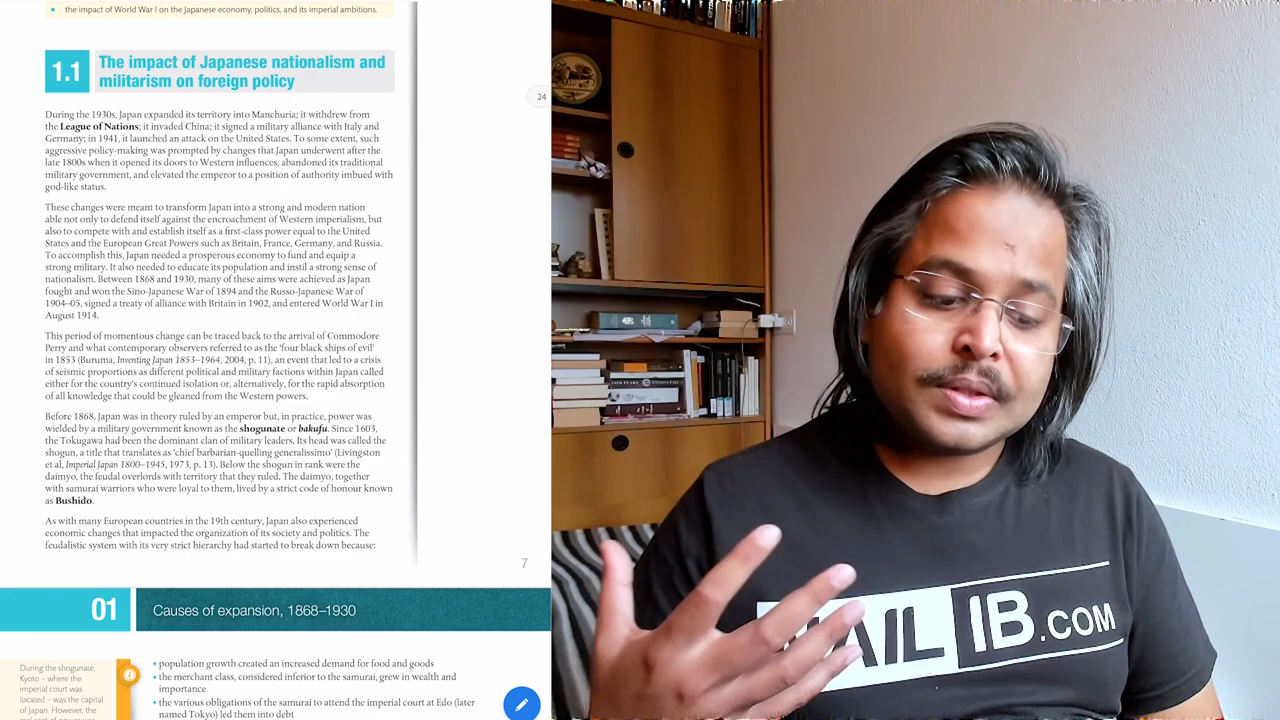 • the impact of World War I on the Japanese economy, politics, and its imperial ambitions.
1.1
The impact of Japanese nationalism and
militarism on foreign policy
24
During the 1930s, Japan expanded its territory into Manchuria; it withdrew from
the League of Nations; it invaded China; it signed a military alliance with Italy and
Germany; in 1941, it launched an attack on the United States. To some extent, such
aggressive policy-making was prompted by changes that Japan underwent after the
late 1800s when it opened its doors to Western influences, abandoned its traditional
military government, and elevated the emperor to a position of authority imbued with
god-like status.
These changes were meant to transform Japan into a strong and modern nation
able not only to defend itself against the encroachment of Western imperialism, but
also to compete with and establish itself as a first-class power equal to the United
States and the European Great Powers such as Britain, France, Germany, and Russia.
To accomplish this, Japan needed a prosperous economy to fund and equip a
strong military. It also needed to educate its population and instil a strong sense of
nationalism. Between 1868 and 1930, many of these aims were achieved as Japan
fought and won the Sino-Japanese War of 1894 and the Russo-Japanese War of
1904–05, signed a treaty of alliance with Britain in 1902, and entered World War I in
August 1914.
This period of momentous change can be traced back to the arrival of Commodore
Perry and what contemporary observers referred to as the 'four black ships of evil'
in 1853 (Buruma, Inventing Japan 1853–1964, 2004, p. 11), an event that led to a crisis
of seismic proportions as different political and military factions within Japan called
either for the country's continued isolation or, alternatively, for the rapid absorption
of all knowledge that could be gleaned from the Western powers.
Before 1868, Japan was in theory ruled by an emperor but, in practice, power was
wielded by a military government known as the shogunate or bakufu. Since 1603,
the Tokugawa had been the dominant clan of military leaders. Its head was called the
shogun, a title that translates as 'chief barbarian-quelling generalissimo' (Livingston
et al, Imperial Japan 1800–1945, 1973, p. 13). Below the shogun in rank were the
daimyo, the feudal overlords with territory that they ruled. The daimyo, together
with samurai warriors who were loyal to them, lived by a strict code of honour known
as Bushido.
As with many European countries in the 19th century, Japan also experienced
economic changes that impacted the organization of its society and politics. The
feudalistic system with its very strict hierarchy had started to break down because:
7
01
Causes of expansion, 1868–1930
During the shogunate,
Kyoto – where the
imperial court was
located – was the capital
of Japan. However, the
• population growth created an increased demand for food and goods
• the merchant class, considered inferior to the samurai, grew in wealth and
importance
• the various obligations of the samurai to attend the imperial court at Edo (later
named Tokyo) led them into debt
IB.COM